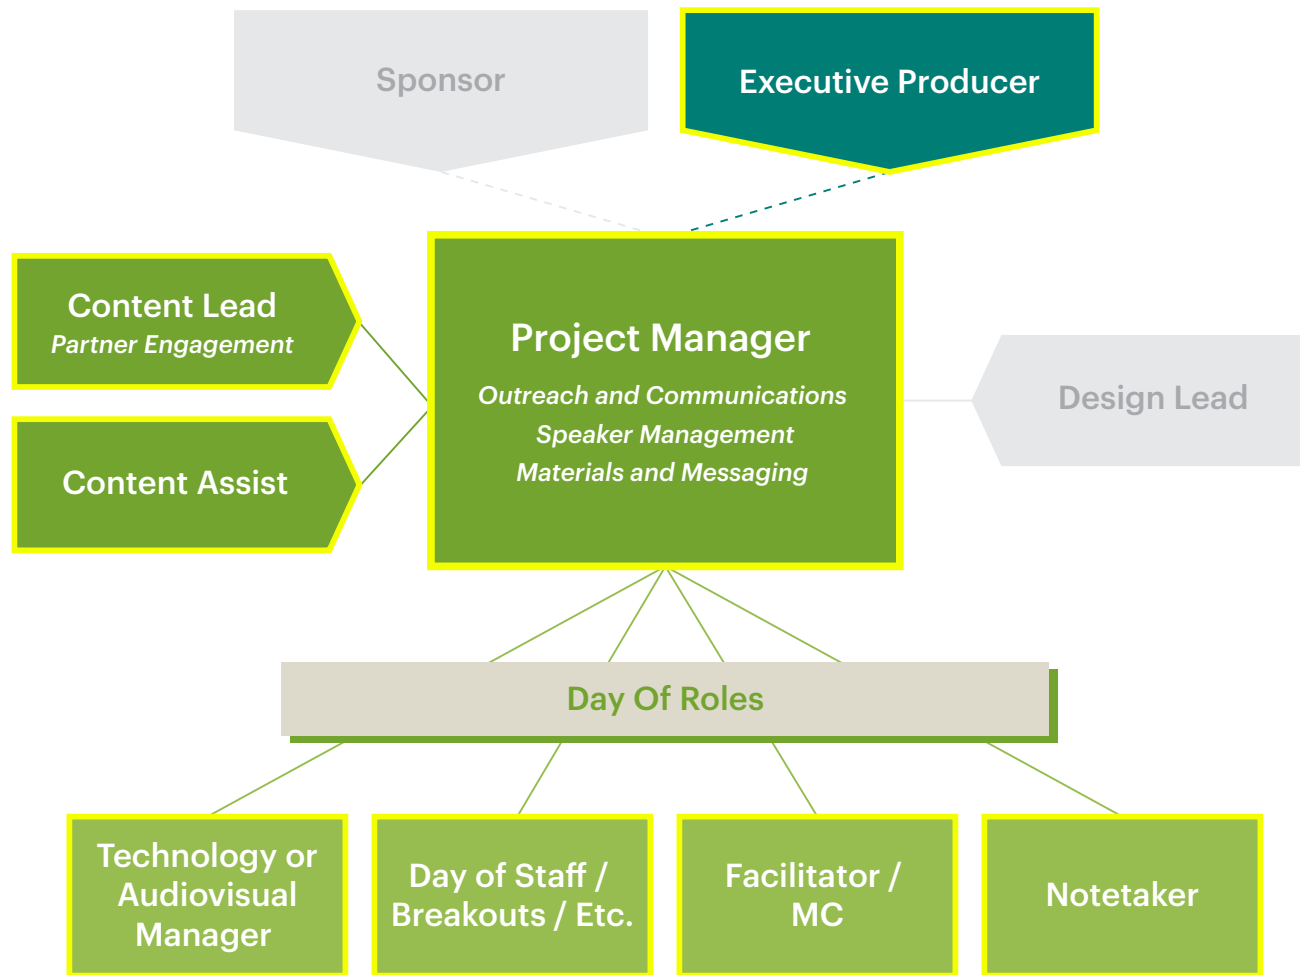 Sponsor
Executive Producer
Content Lead
Partner Engagement
Content Assist
Project Manager
Outreach and Communications
Speaker Management
Materials and Messaging
Design Lead
Day Of Roles
Technology or
Audiovisual
Manager
Day of Staff /
Breakouts / Etc.
Facilitator /
MC
Notetaker